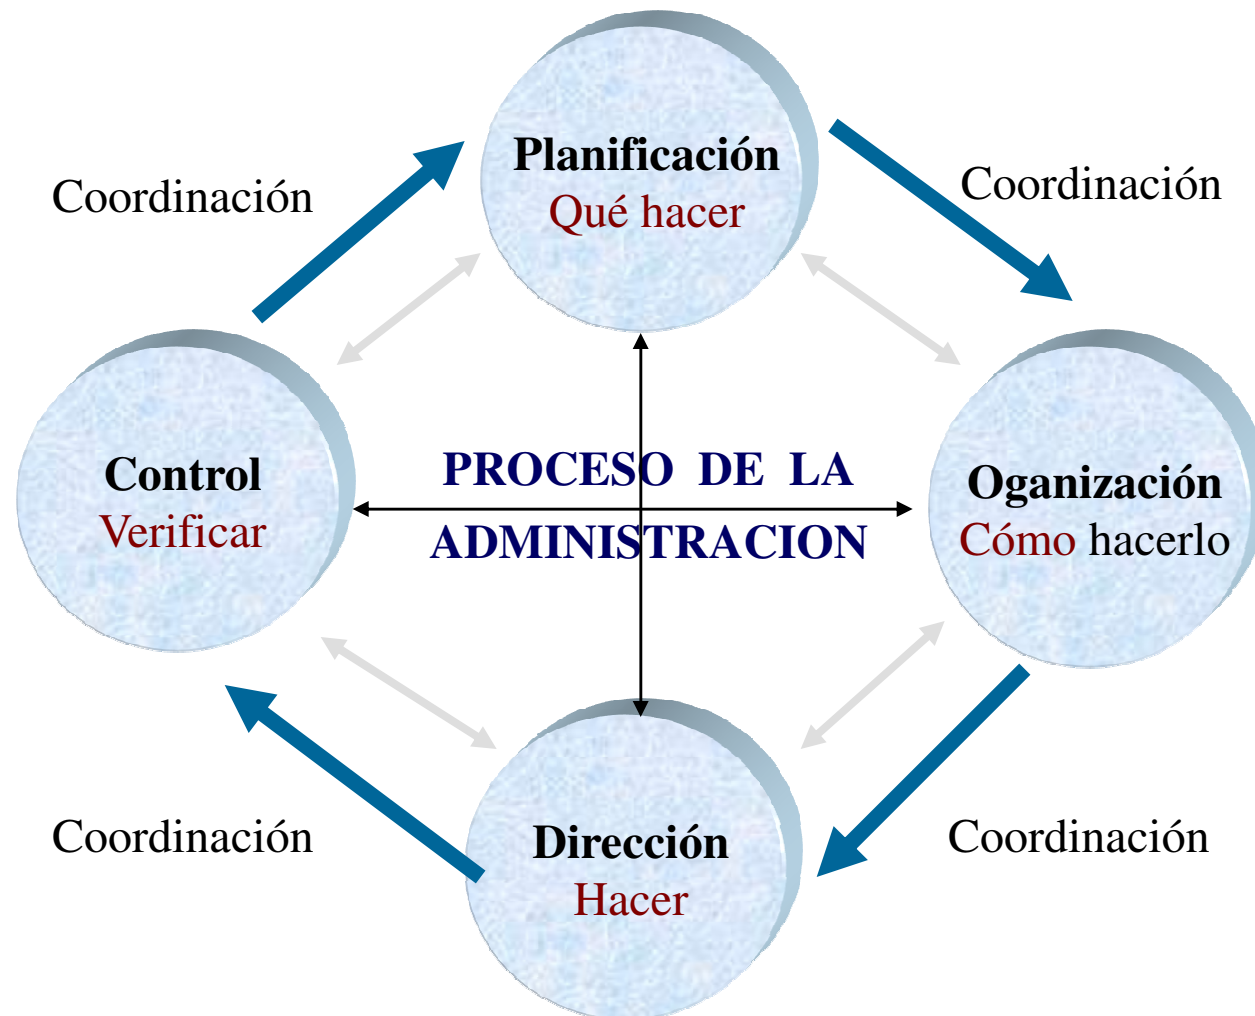 Planificación
Qué hacer
Coordinación
Coordinación
Control
Verificar
PROCESO DE LA
ADMINISTRACION
Oganización
Cómo hacerlo
Coordinación
Dirección
Hacer
Coordinación